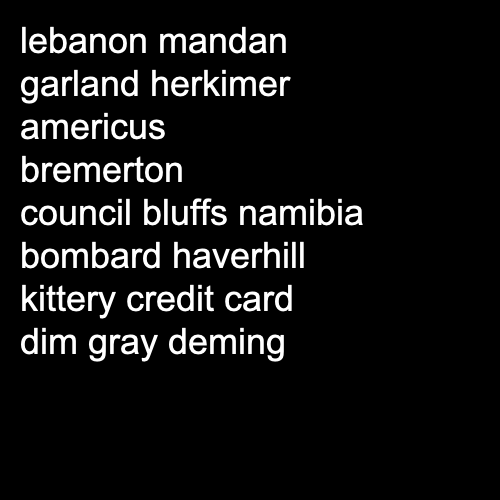 lebanon mandan
garland herkimer
americus
bremerton
council bluffs namibia
bombard haverhill
kittery credit card
dim gray deming